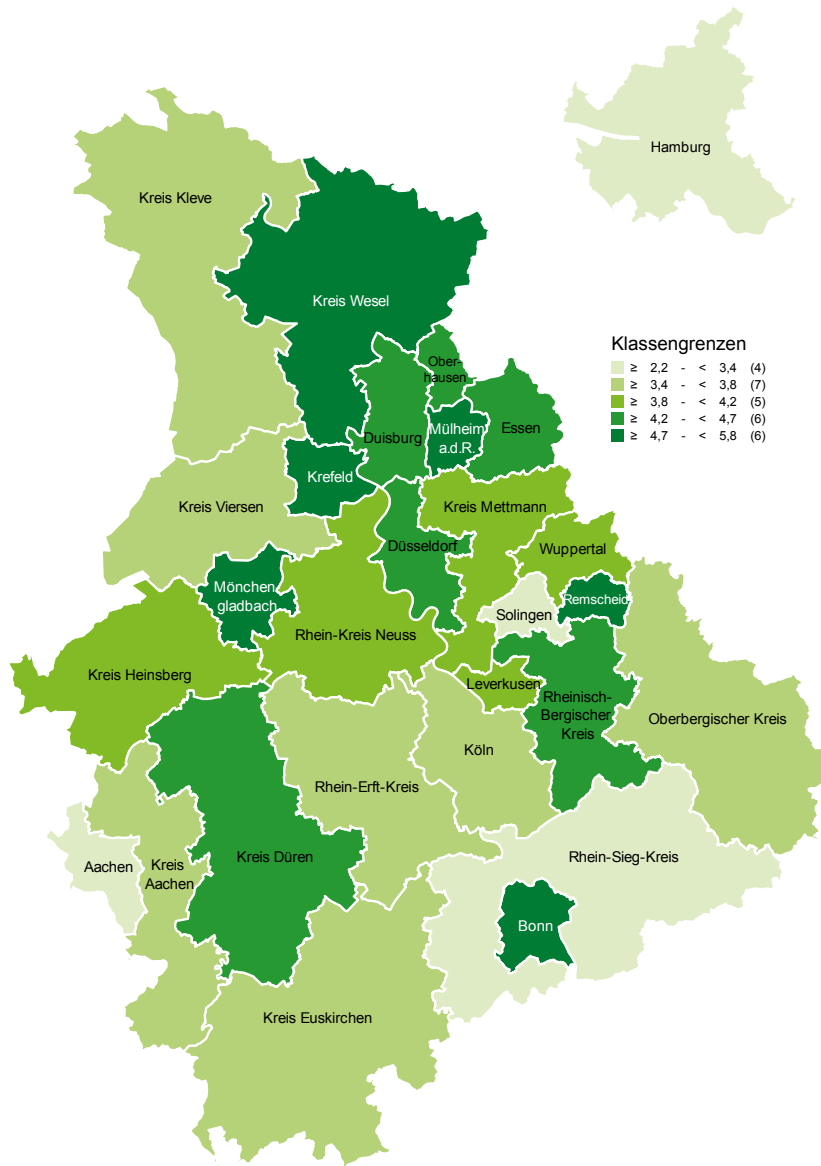 Hamburg
Kreis Kleve
Kreis Wesel
Klassengrenzen
≥ 2,2 - < 3,4 (4)
≥ 3,4 - < 3,8 (7)
≥ 3,8 - < 4,2 (5)
≥ 4,2 - < 4,7 (6)
≥ 4,7 - < 5,8 (6)
Ober-
hausen
Duisburg
Mülheim
a.d.R.
Essen
Krefeld
Kreis Viersen
Kreis Mettmann
Düsseldorf
Wuppertal
Mönchen
gladbach
Remscheid
Solingen
Rhein-Kreis Neuss
Kreis Heinsberg
Leverkusen
Rheinisch-
Bergischer
Kreis
Oberbergischer Kreis
Köln
Rhein-Erft-Kreis
Aachen
Kreis
Aachen
Kreis Düren
Rhein-Sieg-Kreis
Bonn
Kreis Euskirchen